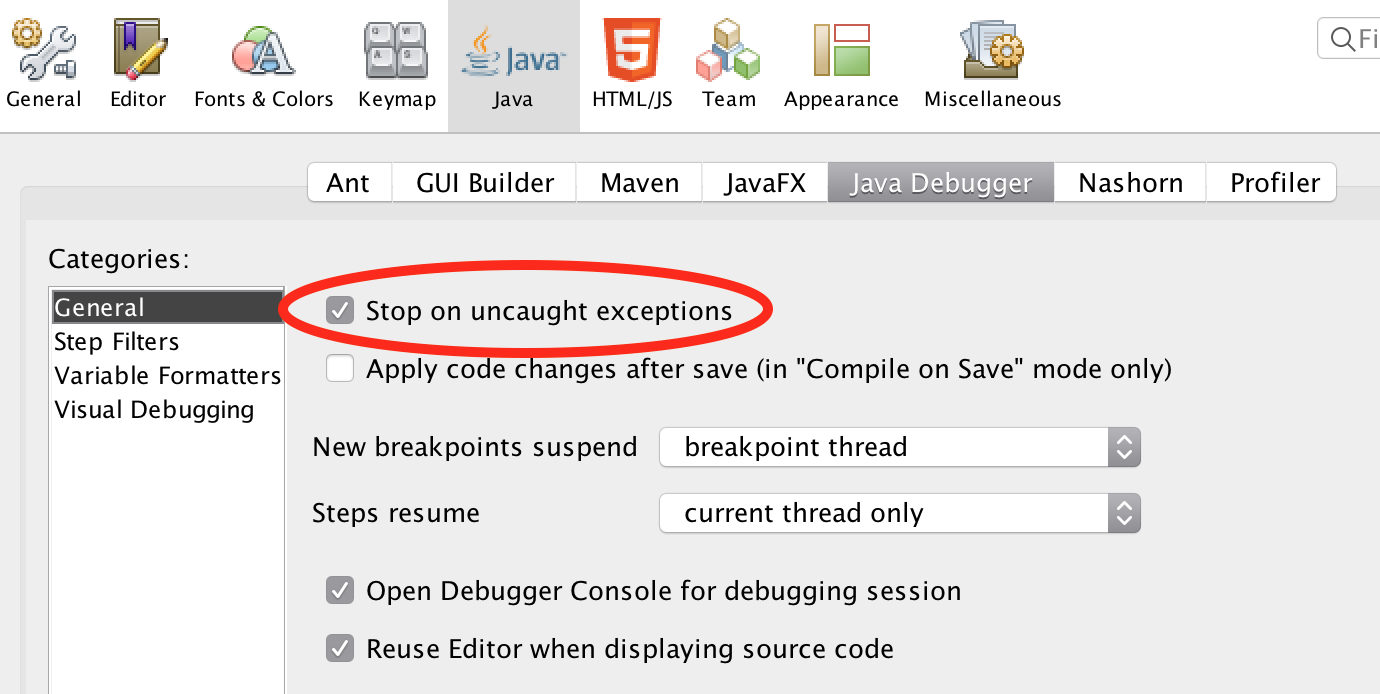 General Editor Fonts & Colors Keymap Java HTML/JS Team Appearance Miscellaneous
Java
5
Q W A S
Fi
Ant GUI Builder Maven JavaFX Java Debugger Nashorn Profiler
Categories:
General
Step Filters
Variable Formatters
Visual Debugging
Stop on uncaught exceptions
Apply code changes after save (in "Compile on Save" mode only)
New breakpoints suspend breakpoint thread
Steps resume current thread only
Open Debugger Console for debugging session
Reuse Editor when displaying source code